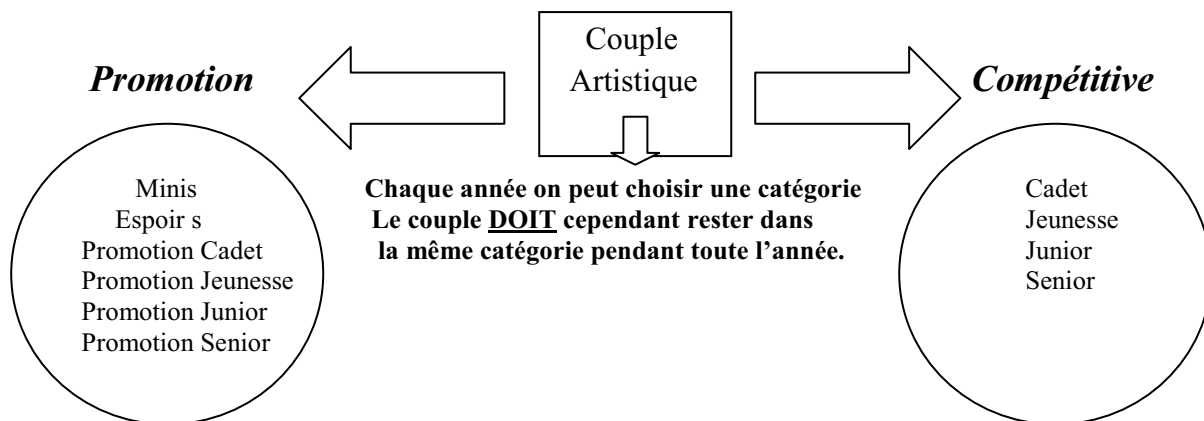 Couple
Artistique
Promotion
Compétitive
Chaque année on peut choisir une catégorie
Le couple DOIT cependant rester dans
la même catégorie pendant toute l’année.
Minis
Espoir s
Promotion Cadet
Promotion Jeunesse
Promotion Junior
Promotion Senior
Cadet
Jeunesse
Junior
Senior